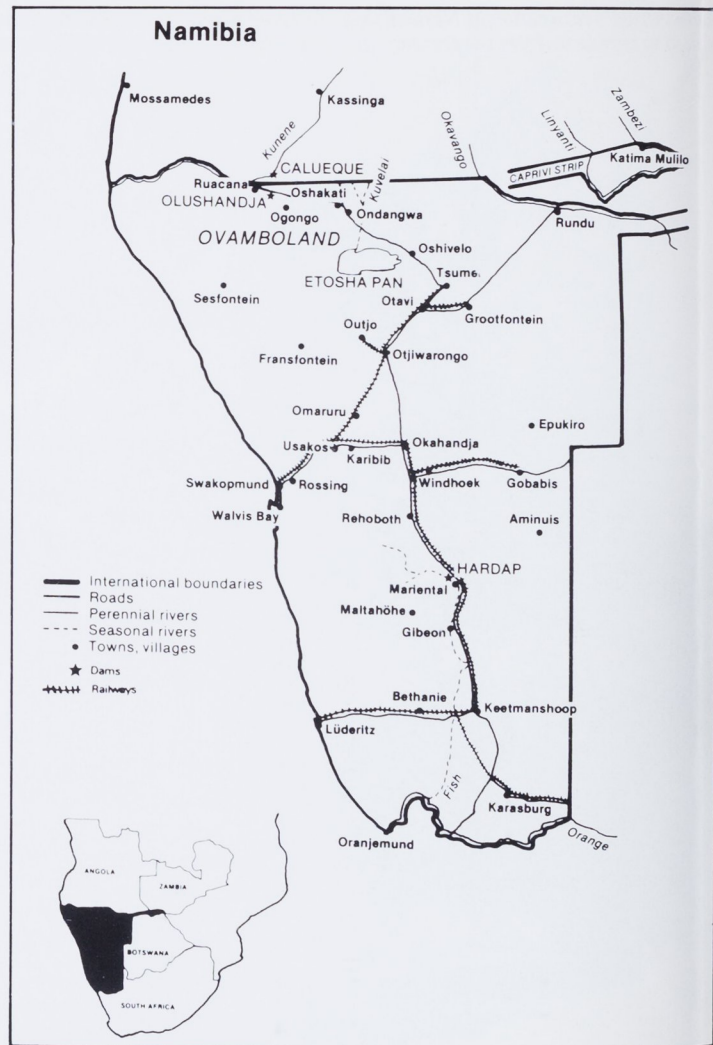 Namibia
Mossamedes
Kassinga
Kunene
Okavango
Linyanti
Zambezi
Katima Mulilo
CAPRIVI STRIP
CALUEQUE
Kuvelai
Ruacana
Oshakati
OLUSHANDJA
Ogongo
Ondangwa
Rundu
OVAMBOLAND
Oshivelo
ETOSHA PAN
Tsume
Sesfontein
Otavi
Grootfontein
Outjo
Fransfontein
Otjiwarongo
Omaruru
Epukiro
Usakos
Karibib
Okahandja
Swakopmund
Rossing
Windhoek
Gobabis
Walvis Bay
Rehoboth
Aminuis
HARDAP
International boundaries
Mariental
Roads
Perennial rivers
Maltahöhe
Seasonal rivers
Gibeon
Towns, villages
Dams
Railways
Bethanie
Keetmanshoop
Lüderitz
Fish
Karasburg
Oranjemund
Orange
ANGOLA
ZAMBIA
BOTSWANA
SOUTH AFRICA